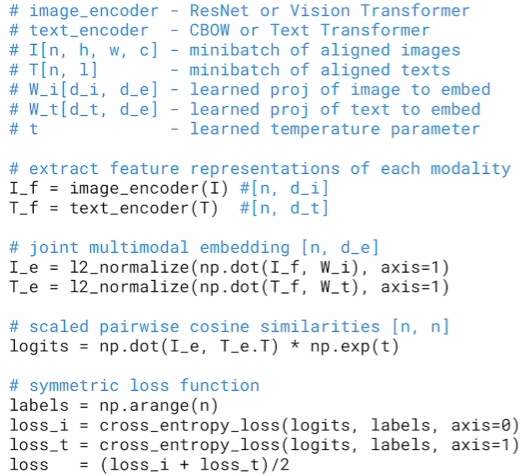 # image_encoder - ResNet or Vision Transformer
# text_encoder  - CBOW or Text Transformer
# I[n, h, w, c] - minibatch of aligned images
# T[n, l]       - minibatch of aligned texts
# W_i[d_i, d_e] - learned proj of image to embed
# W_t[d_t, d_e] - learned proj of text to embed
# t             - learned temperature parameter
# extract feature representations of each modality
I_f = image_encoder(I) #[n, d_i]
T_f = text_encoder(T)  #[n, d_t]
# joint multimodal embedding [n, d_e]
I_e = l2_normalize(np.dot(I_f, W_i), axis=1)
T_e = l2_normalize(np.dot(T_f, W_t), axis=1)
# scaled pairwise cosine similarities [n, n]
logits = np.dot(I_e, T_e.T) * np.exp(t)
# symmetric loss function
labels = np.arange(n)
loss_i = cross_entropy_loss(logits, labels, axis=0)
loss_t = cross_entropy_loss(logits, labels, axis=1)
loss   = (loss_i + loss_t)/2